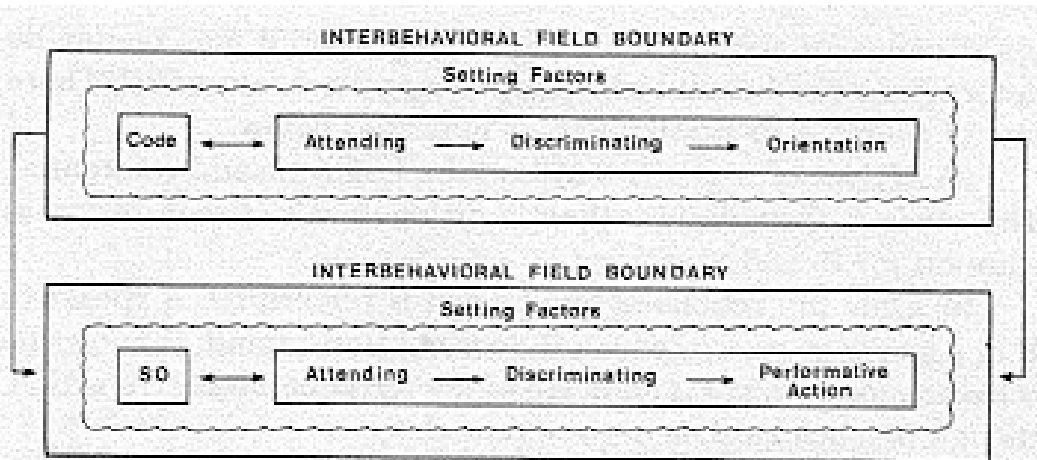 INTERBEHAVIORAL FIELD BOUNDARY
Setting Factors
Code Attending Discriminating Orientation
INTERBEHAVIORAL FIELD BOUNDARY
Setting Factors
SO Attending Discriminating Performative
Action